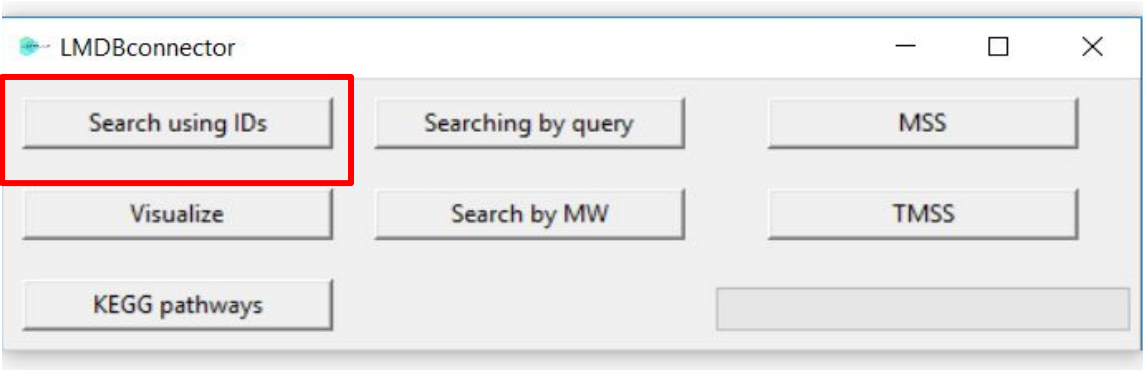 LMDBconnector
Search using IDs
Searching by query
MSS
Visualize
Search by MW
TMSS
KEGG pathways